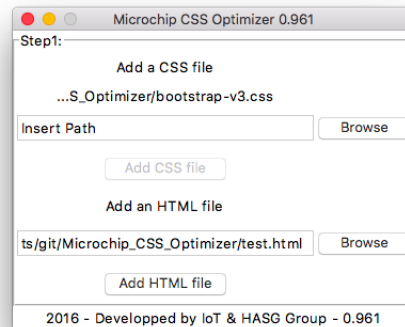 Microchip CSS Optimizer 0.961
Step1:
Add a CSS file
...S_Optimizer/bootstrap-v3.css
Insert Path Browse
Add CSS file
Add an HTML file
ts/git/Microchip_CSS_Optimizer/test.html Browse
Add HTML file
2016 - Developped by IoT & HASG Group - 0.961